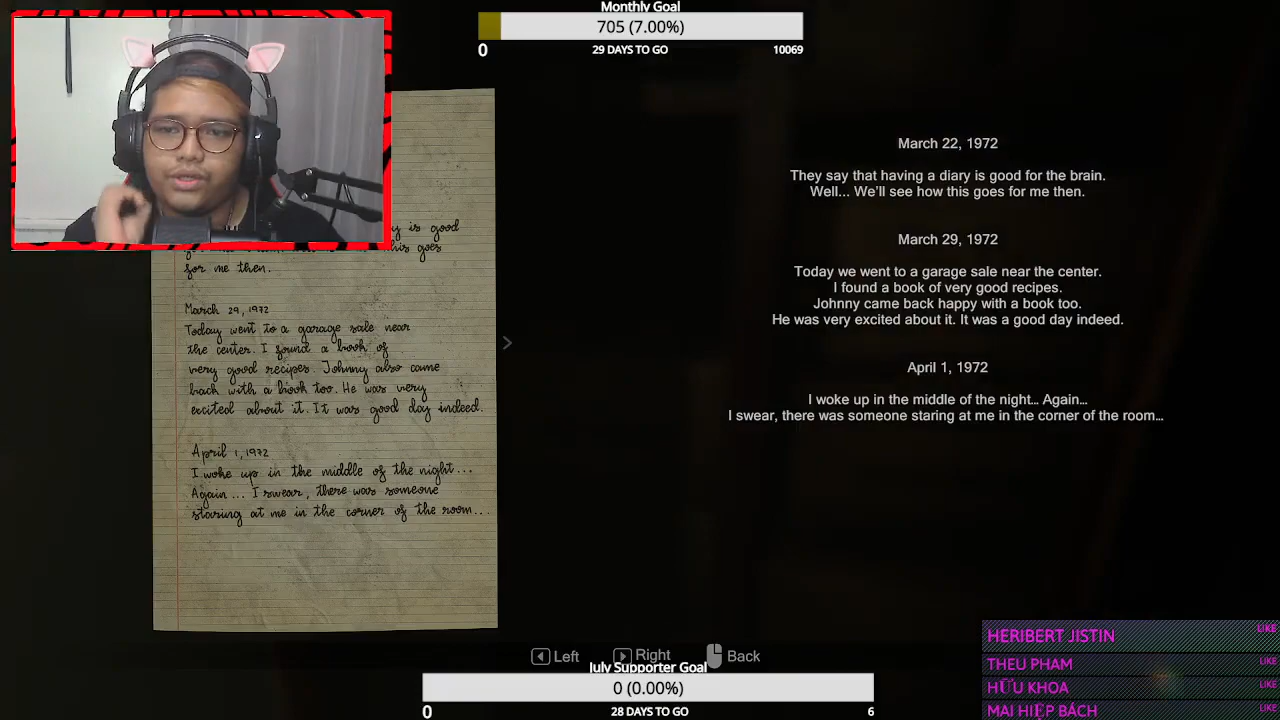 Monthly Goal
705 (7.00%)
0
29 DAYS TO GO
10069
is good
this goes
for me then.
March 29, 1972
Today went to a garage sale near
the center. I found a book of
very good recipes. Johnny also came
back with a book too. He was very
excited about it. It was good day indeed.
April 1, 1972
I woke up in the middle of the night...
Again... I swear, there was someone
staring at me in the corner of the room...
March 22, 1972
They say that having a diary is good for the brain.
Well... We'll see how this goes for me then.
March 29, 1972
Today we went to a garage sale near the center.
I found a book of very good recipes.
Johnny came back happy with a book too.
He was very excited about it. It was a good day indeed.
April 1, 1972
I woke up in the middle of the night... Again...
I swear, there was someone staring at me in the corner of the room...
Left
Right
Back
July Supporter Goal
0 (0.00%)
0
28 DAYS TO GO
6
HERIBERT JISTIN LIKE
THEU PHAM LIKE
HỮU KHOA LIKE
MAI HIỆP BÁCH LIKE